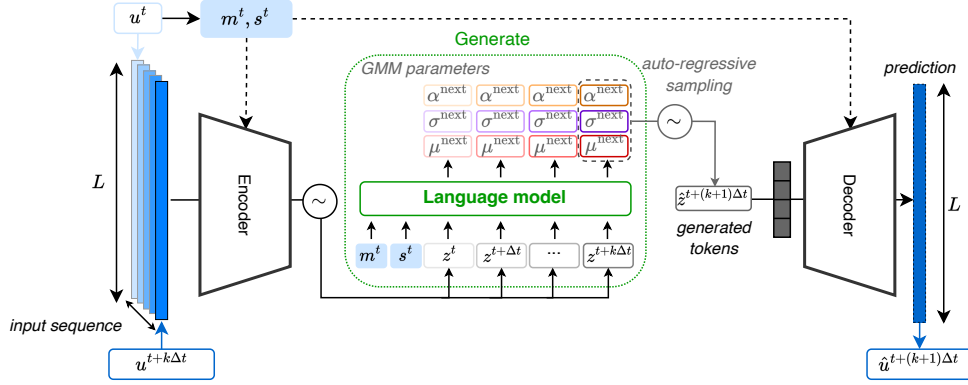 u^t
m^t, s^t
Generate
GMM parameters
auto-regressive
sampling
prediction
α^next α^next α^next α^next
σ^next σ^next σ^next σ^next
μ^next μ^next μ^next μ^next
~
L
Encoder
~
Language model
ẑ^{t+(k+1)Δt}
generated
tokens
Decoder
L
m^t s^t z^t z^{t+Δt} ... z^{t+kΔt}
input sequence
u^{t+kΔt}
û^{t+(k+1)Δt}